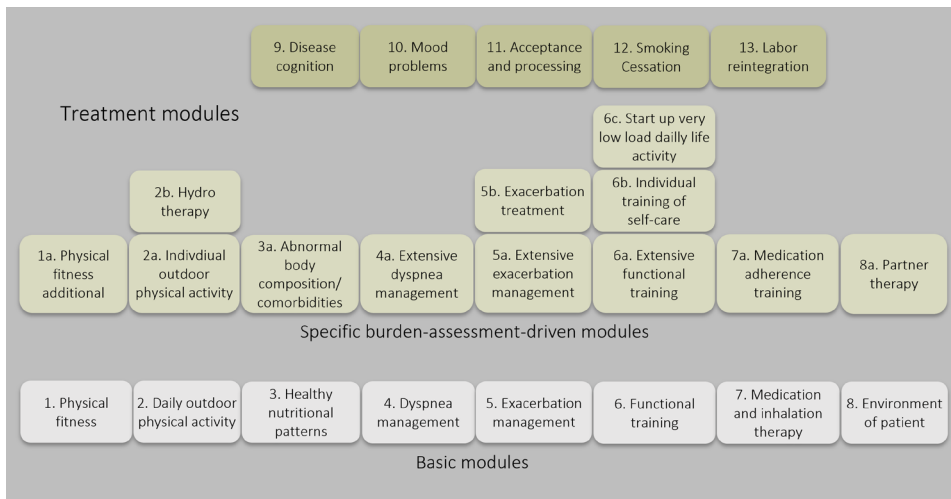 9. Disease
cognition
10. Mood
problems
11. Acceptance
and processing
12. Smoking
Cessation
13. Labor
reintegration
Treatment modules
6c. Start up very
low load dailly life
activity
2b. Hydro
therapy
5b. Exacerbation
treatment
6b. Individual
training of
self-care
1a. Physical
fitness
additional
2a. Indivdiual
outdoor
physical activity
3a. Abnormal
body
composition/
comorbidities
4a. Extensive
dyspnea
management
5a. Extensive
exacerbation
management
6a. Extensive
functional
training
7a. Medication
adherence
training
8a. Partner
therapy
Specific burden-assessment-driven modules
1. Physical
fitness
2. Daily outdoor
physical activity
3. Healthy
nutritional
patterns
4. Dyspnea
management
5. Exacerbation
management
6. Functional
training
7. Medication
and inhalation
therapy
8. Environment
of patient
Basic modules